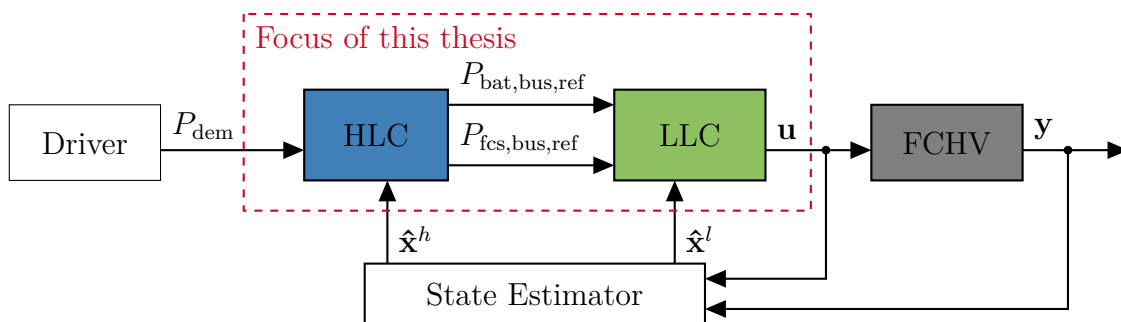 Focus of this thesis
P_bat,bus,ref
Driver
P_dem
HLC
P_fcs,bus,ref
LLC
u
FCHV
y
x̂^h
x̂^l
State Estimator